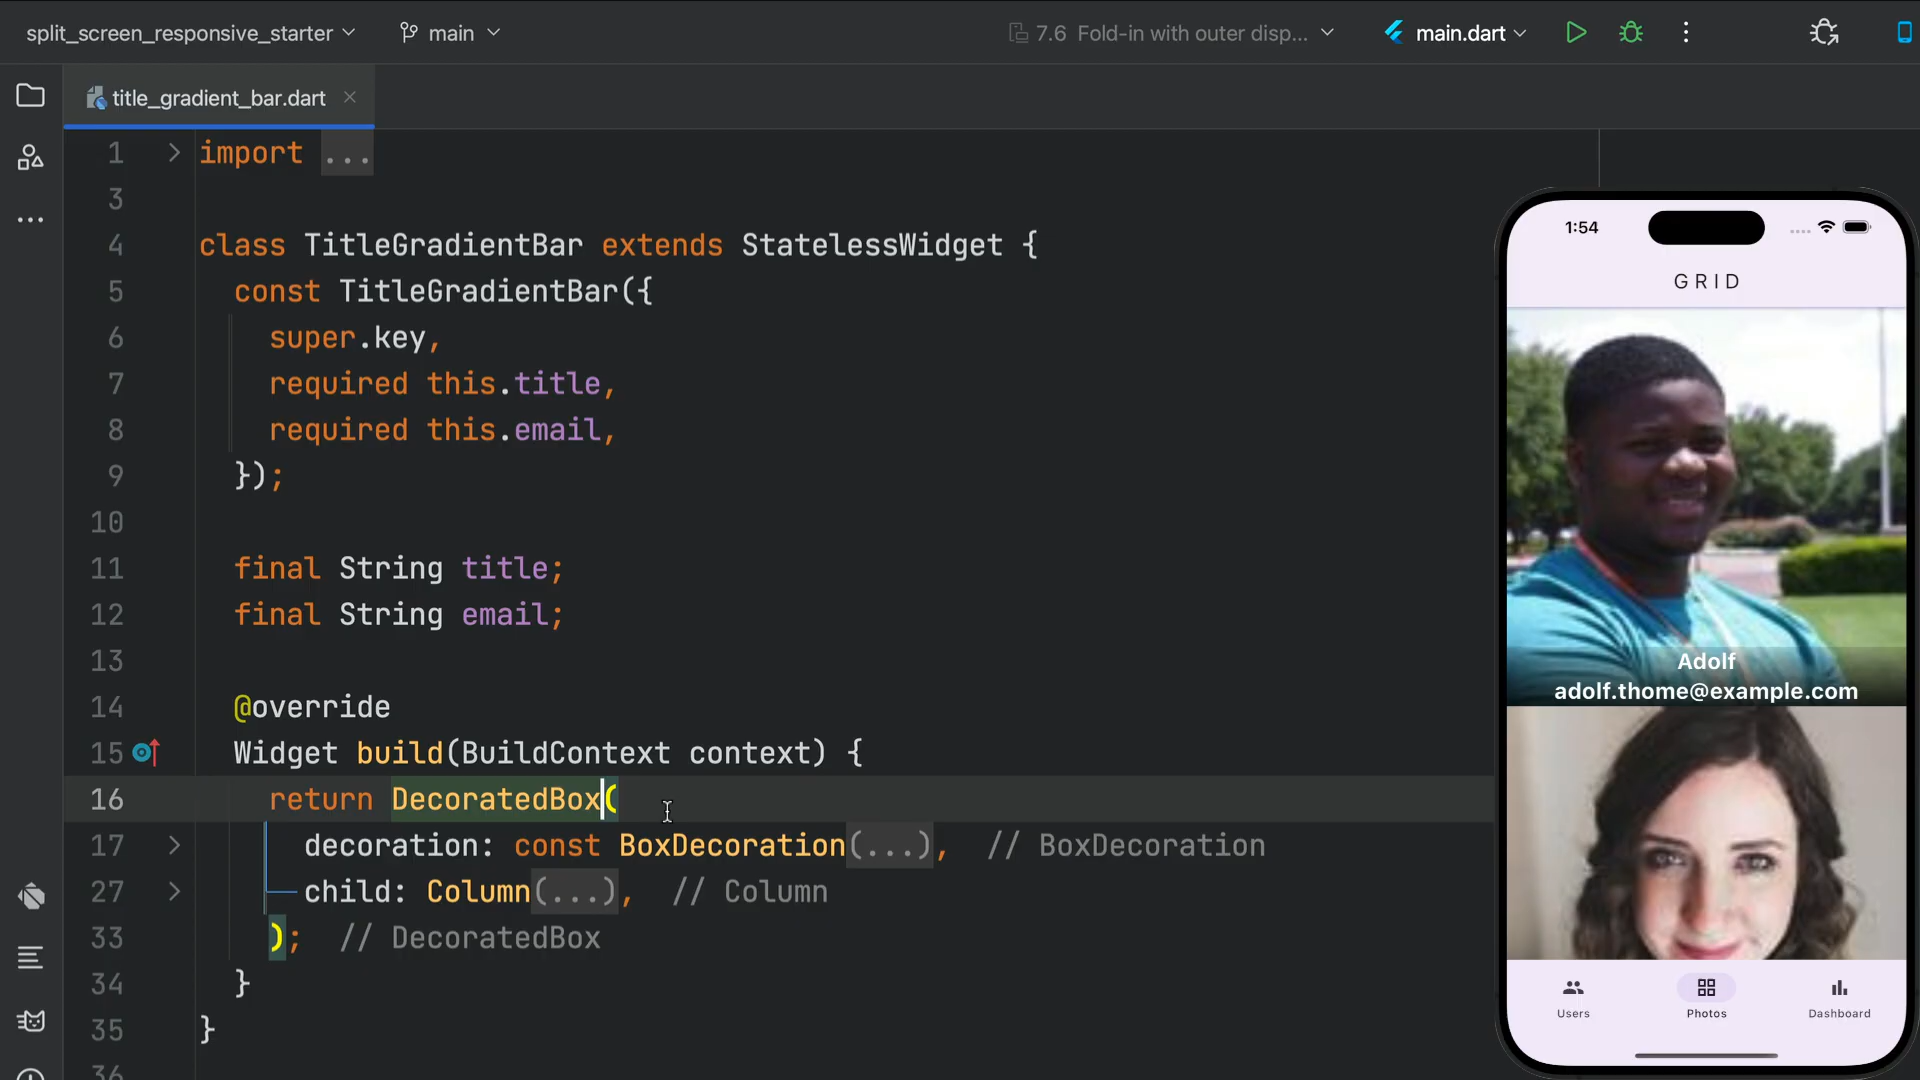 split_screen_responsive_starter
main
7.6 Fold-in with outer disp...
main.dart
title_gradient_bar.dart
1 import ...
3
4 class TitleGradientBar extends StatelessWidget {
5 const TitleGradientBar({
6 super.key,
7 required this.title,
8 required this.email,
9 });
10
11 final String title;
12 final String email;
13
14 @override
15 Widget build(BuildContext context) {
16 return DecoratedBox(
17 decoration: const BoxDecoration(...), // BoxDecoration
27 child: Column(...), // Column
33 ); // DecoratedBox
34 }
35 }
36
1:54
GRID
Adolf
adolf.thome@example.com
Users Photos Dashboard